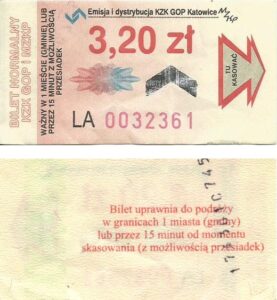 BILET NORMALNY
KZK GOP i MZKP
WAŻNY W 1 MIEŚCIE (GMINIE) LUB
PRZEZ 15 MINUT Z MOŻLIWOŚCIĄ
PRZESIADEK
Emisja i dystrybucja KZK GOP Katowice
3,20 zł
TU
KASOWAĆ
LA 0032361
Bilet uprawnia do podróży
w granicach 1 miasta (gminy)
lub przez 15 minut od momentu
skasowania (z możliwością przesiadek)